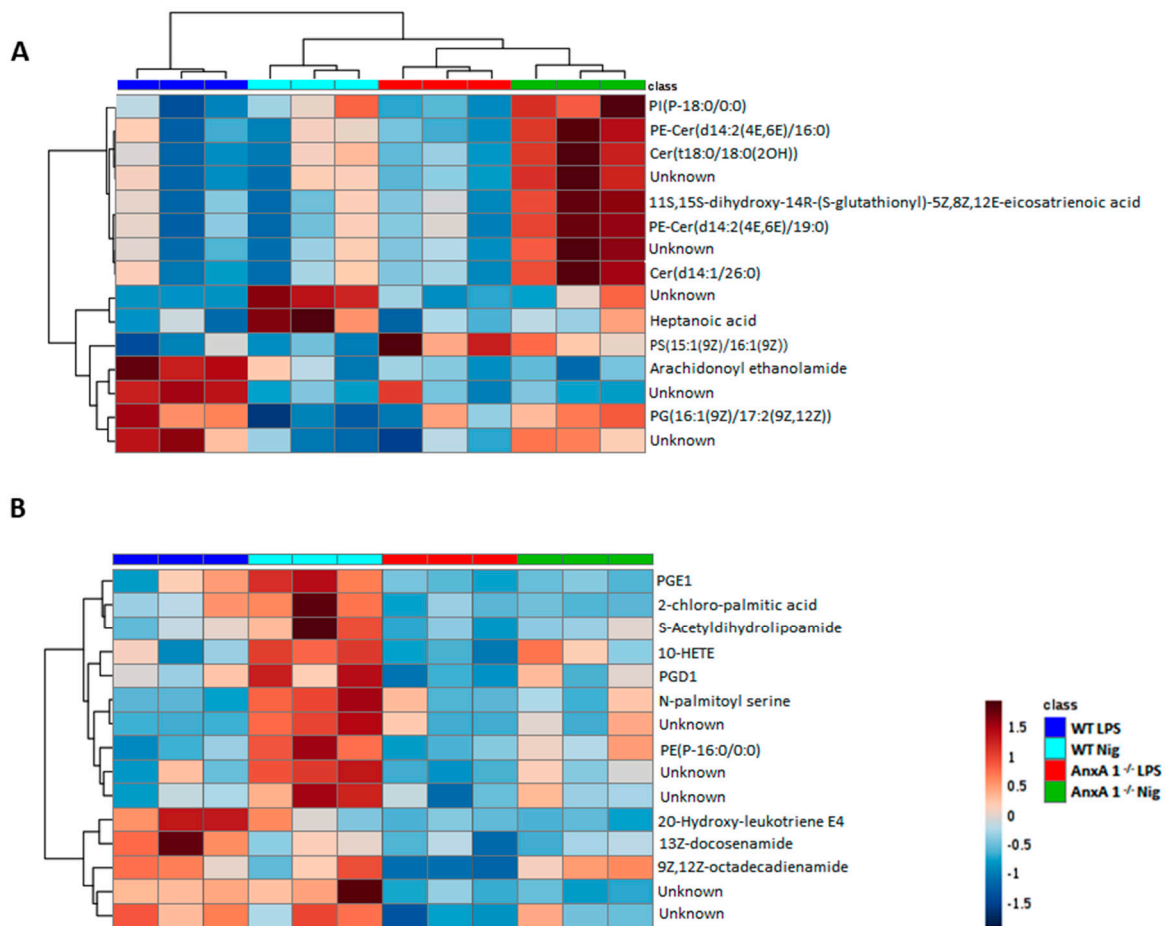 A
class
PI(P-18:0/0:0)
PE-Cer(d14:2(4E,6E)/16:0)
Cer(t18:0/18:0(2OH))
Unknown
11S,15S-dihydroxy-14R-(S-glutathionyl)-5Z,8Z,12E-eicosatrienoic acid
PE-Cer(d14:2(4E,6E)/19:0)
Unknown
Cer(d14:1/26:0)
Unknown
Heptanoic acid
PS(15:1(9Z)/16:1(9Z))
Arachidonoyl ethanolamide
Unknown
PG(16:1(9Z)/17:2(9Z,12Z))
Unknown
B
PGE1
2-chloro-palmitic acid
S-Acetyldihydrolipoamide
10-HETE
PGD1
N-palmitoyl serine
Unknown
PE(P-16:0/0:0)
Unknown
Unknown
20-Hydroxy-leukotriene E4
13Z-docosenamide
9Z,12Z-octadecadienamide
Unknown
Unknown
1.5
1
0.5
0
-0.5
-1
-1.5
class
WT LPS
WT Nig
AnxA 1 -/- LPS
AnxA 1 -/- Nig